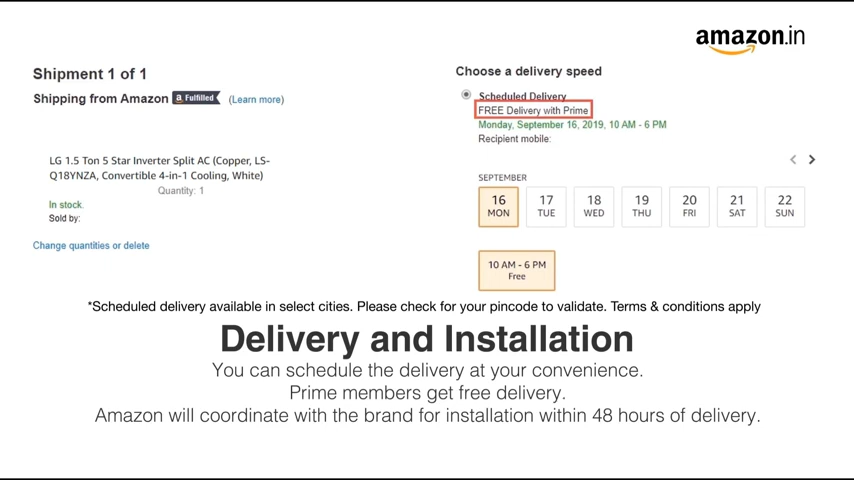 amazon.in
Shipment 1 of 1
Shipping from Amazon a Fulfilled (Learn more)
LG 1.5 Ton 5 Star Inverter Split AC (Copper, LS-
Q18YNZA, Convertible 4-in-1 Cooling, White)
Quantity: 1
In stock.
Sold by:
Change quantities or delete
Choose a delivery speed
Scheduled Delivery
FREE Delivery with Prime
Monday, September 16, 2019, 10 AM - 6 PM
Recipient mobile:
SEPTEMBER
16 17 18 19 20 21 22
MON TUE WED THU FRI SAT SUN
10 AM - 6 PM
Free
*Scheduled delivery available in select cities. Please check for your pincode to validate. Terms & conditions apply
Delivery and Installation
You can schedule the delivery at your convenience.
Prime members get free delivery.
Amazon will coordinate with the brand for installation within 48 hours of delivery.